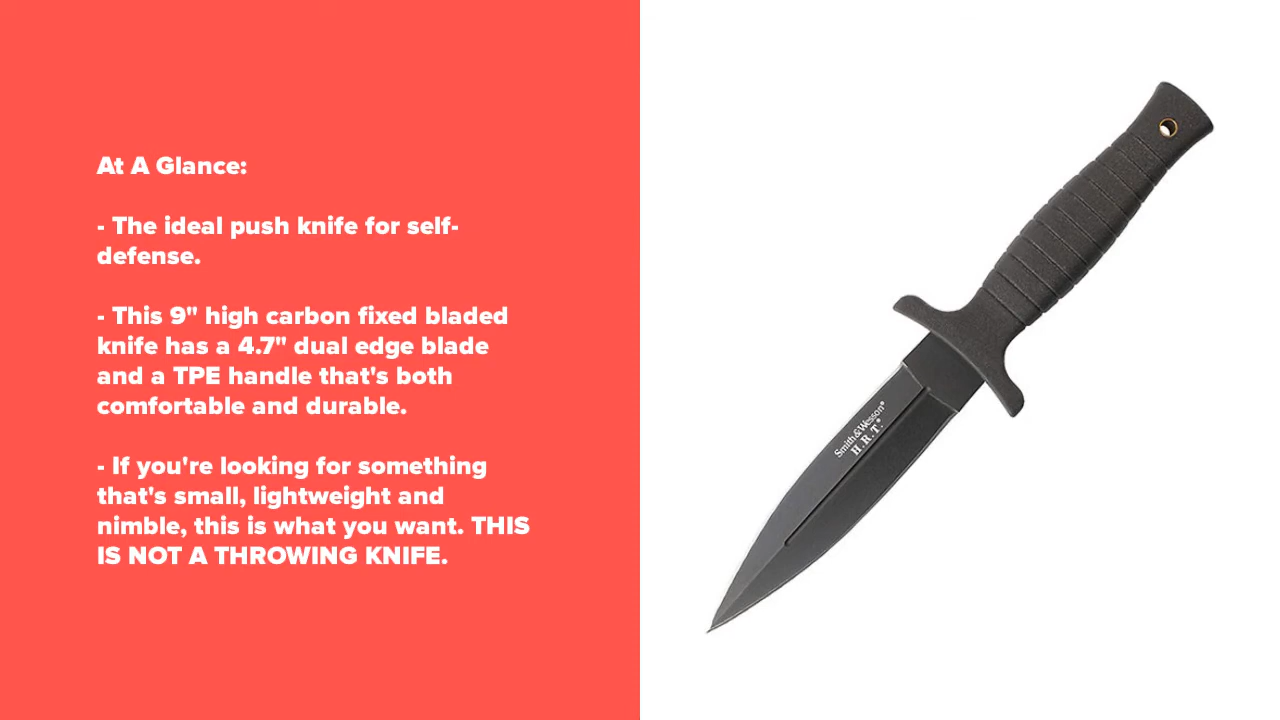 At A Glance:
- The ideal push knife for self-
defense.
- This 9" high carbon fixed bladed
knife has a 4.7" dual edge blade
and a TPE handle that's both
comfortable and durable.
- If you're looking for something
that's small, lightweight and
nimble, this is what you want. THIS
IS NOT A THROWING KNIFE.
Smith&Wesson®
H.R.T.®